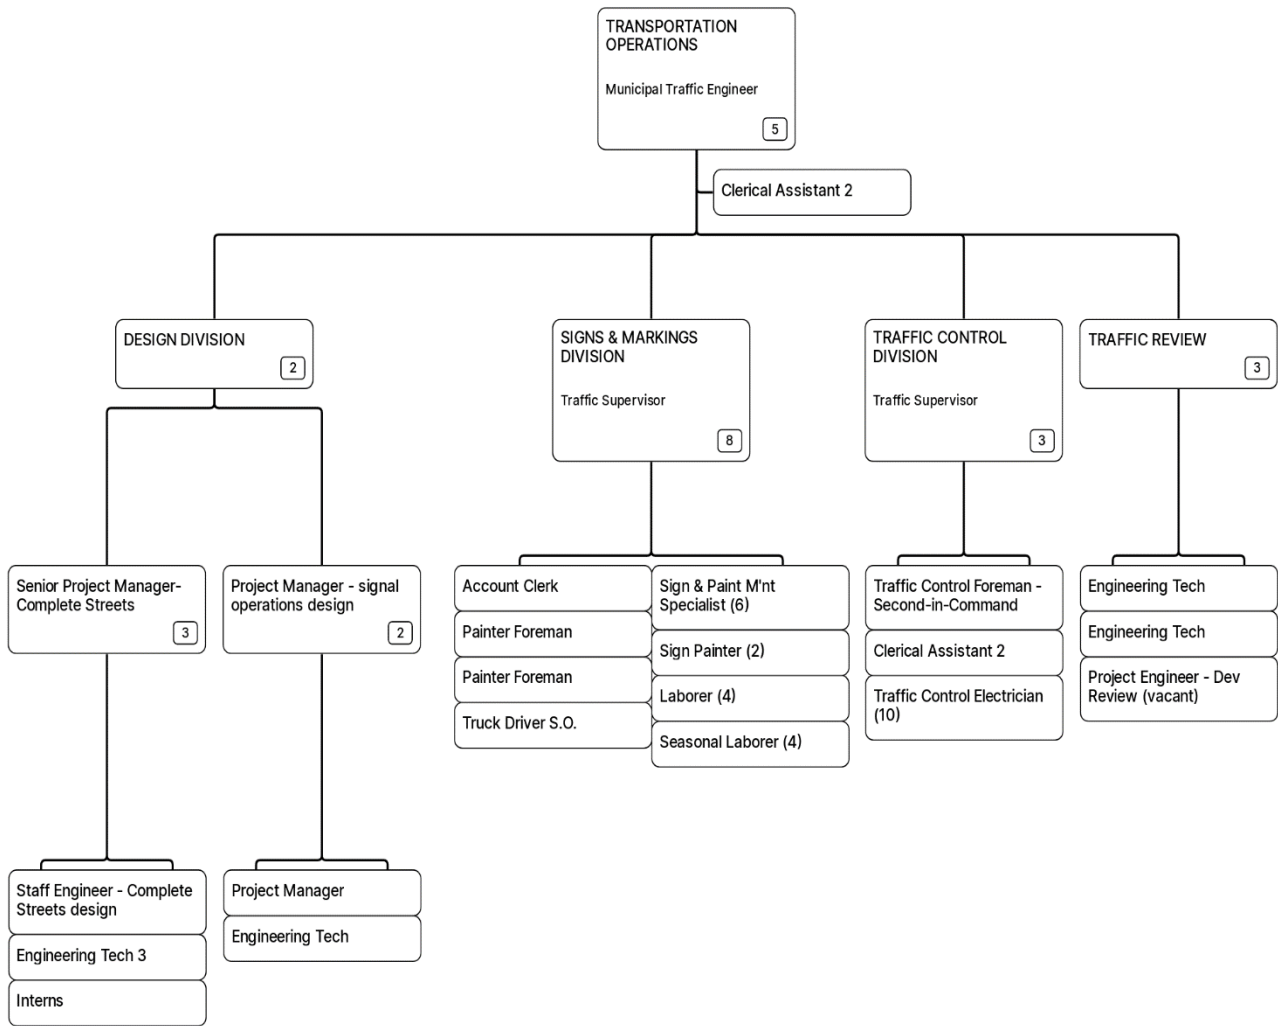 TRANSPORTATION
OPERATIONS
Municipal Traffic Engineer
5
Clerical Assistant 2
DESIGN DIVISION
2
SIGNS & MARKINGS
DIVISION
Traffic Supervisor
8
TRAFFIC CONTROL
DIVISION
Traffic Supervisor
3
TRAFFIC REVIEW
3
Senior Project Manager-
Complete Streets
3
Project Manager - signal
operations design
2
Account Clerk
Painter Foreman
Painter Foreman
Truck Driver S.O.
Sign & Paint M'nt
Specialist (6)
Sign Painter (2)
Laborer (4)
Seasonal Laborer (4)
Traffic Control Foreman -
Second-in-Command
Clerical Assistant 2
Traffic Control Electrician
(10)
Engineering Tech
Engineering Tech
Project Engineer - Dev
Review (vacant)
Staff Engineer - Complete
Streets design
Engineering Tech 3
Interns
Project Manager
Engineering Tech